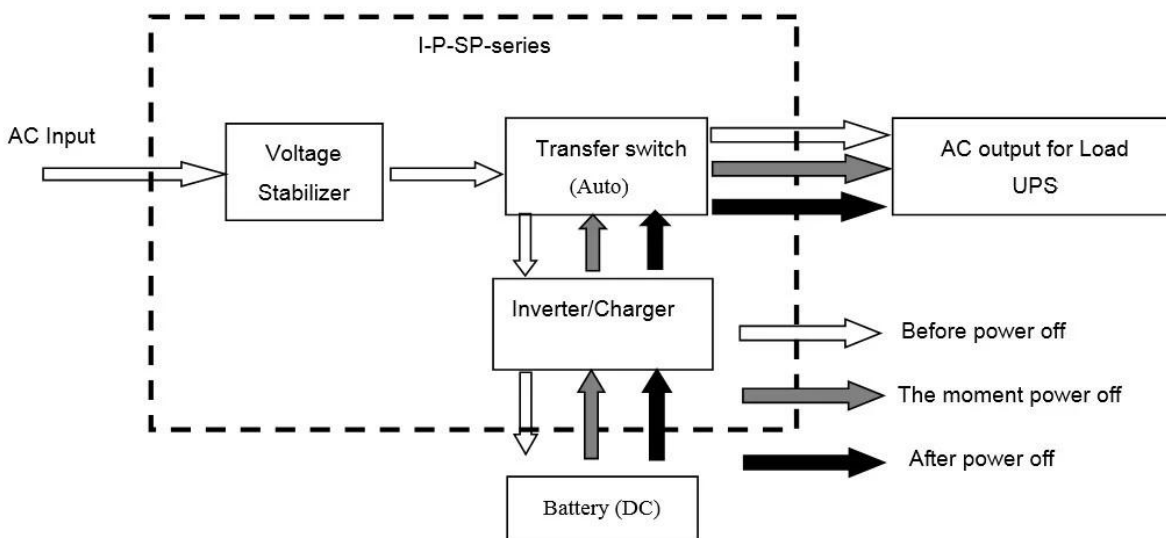 I-P-SP-series
AC Input
Voltage
Stabilizer
Transfer switch
(Auto)
AC output for Load
UPS
Inverter/Charger
Before power off
The moment power off
After power off
Battery (DC)